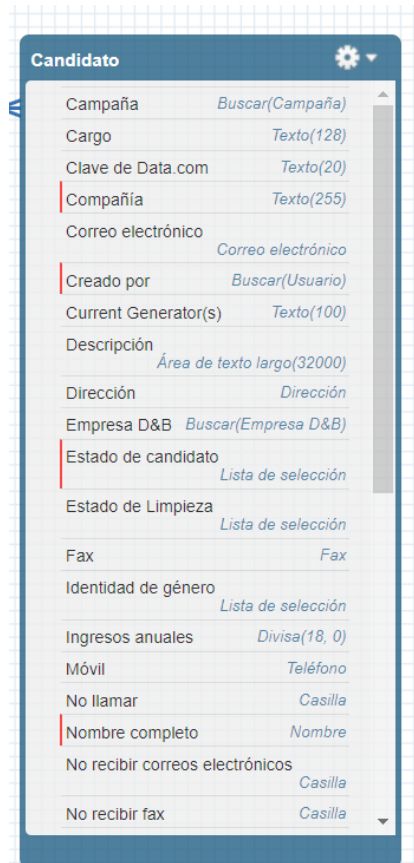 Candidato
Campaña Buscar(Campaña)
Cargo Texto(128)
Clave de Data.com Texto(20)
Compañía Texto(255)
Correo electrónico
Correo electrónico
Creado por Buscar(Usuario)
Current Generator(s) Texto(100)
Descripción
Área de texto largo(32000)
Dirección Dirección
Empresa D&B Buscar(Empresa D&B)
Estado de candidato
Lista de selección
Estado de Limpieza
Lista de selección
Fax Fax
Identidad de género
Lista de selección
Ingresos anuales Divisa(18, 0)
Móvil Teléfono
No llamar Casilla
Nombre completo Nombre
No recibir correos electrónicos
Casilla
No recibir fax Casilla